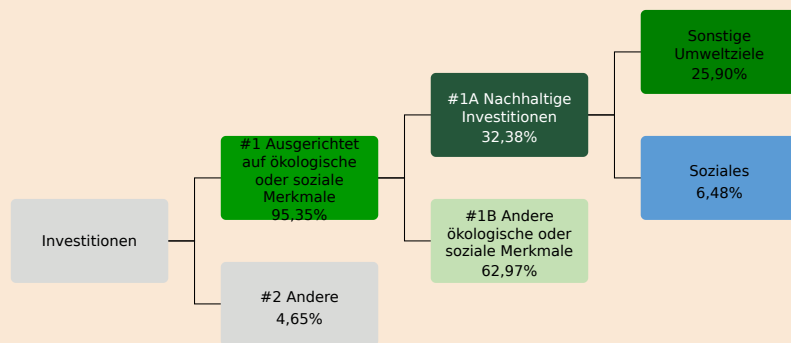 Investitionen
#1 Ausgerichtet
auf ökologische
oder soziale
Merkmale
95,35%
#2 Andere
4,65%
#1A Nachhaltige
Investitionen
32,38%
#1B Andere
ökologische oder
soziale Merkmale
62,97%
Sonstige
Umweltziele
25,90%
Soziales
6,48%